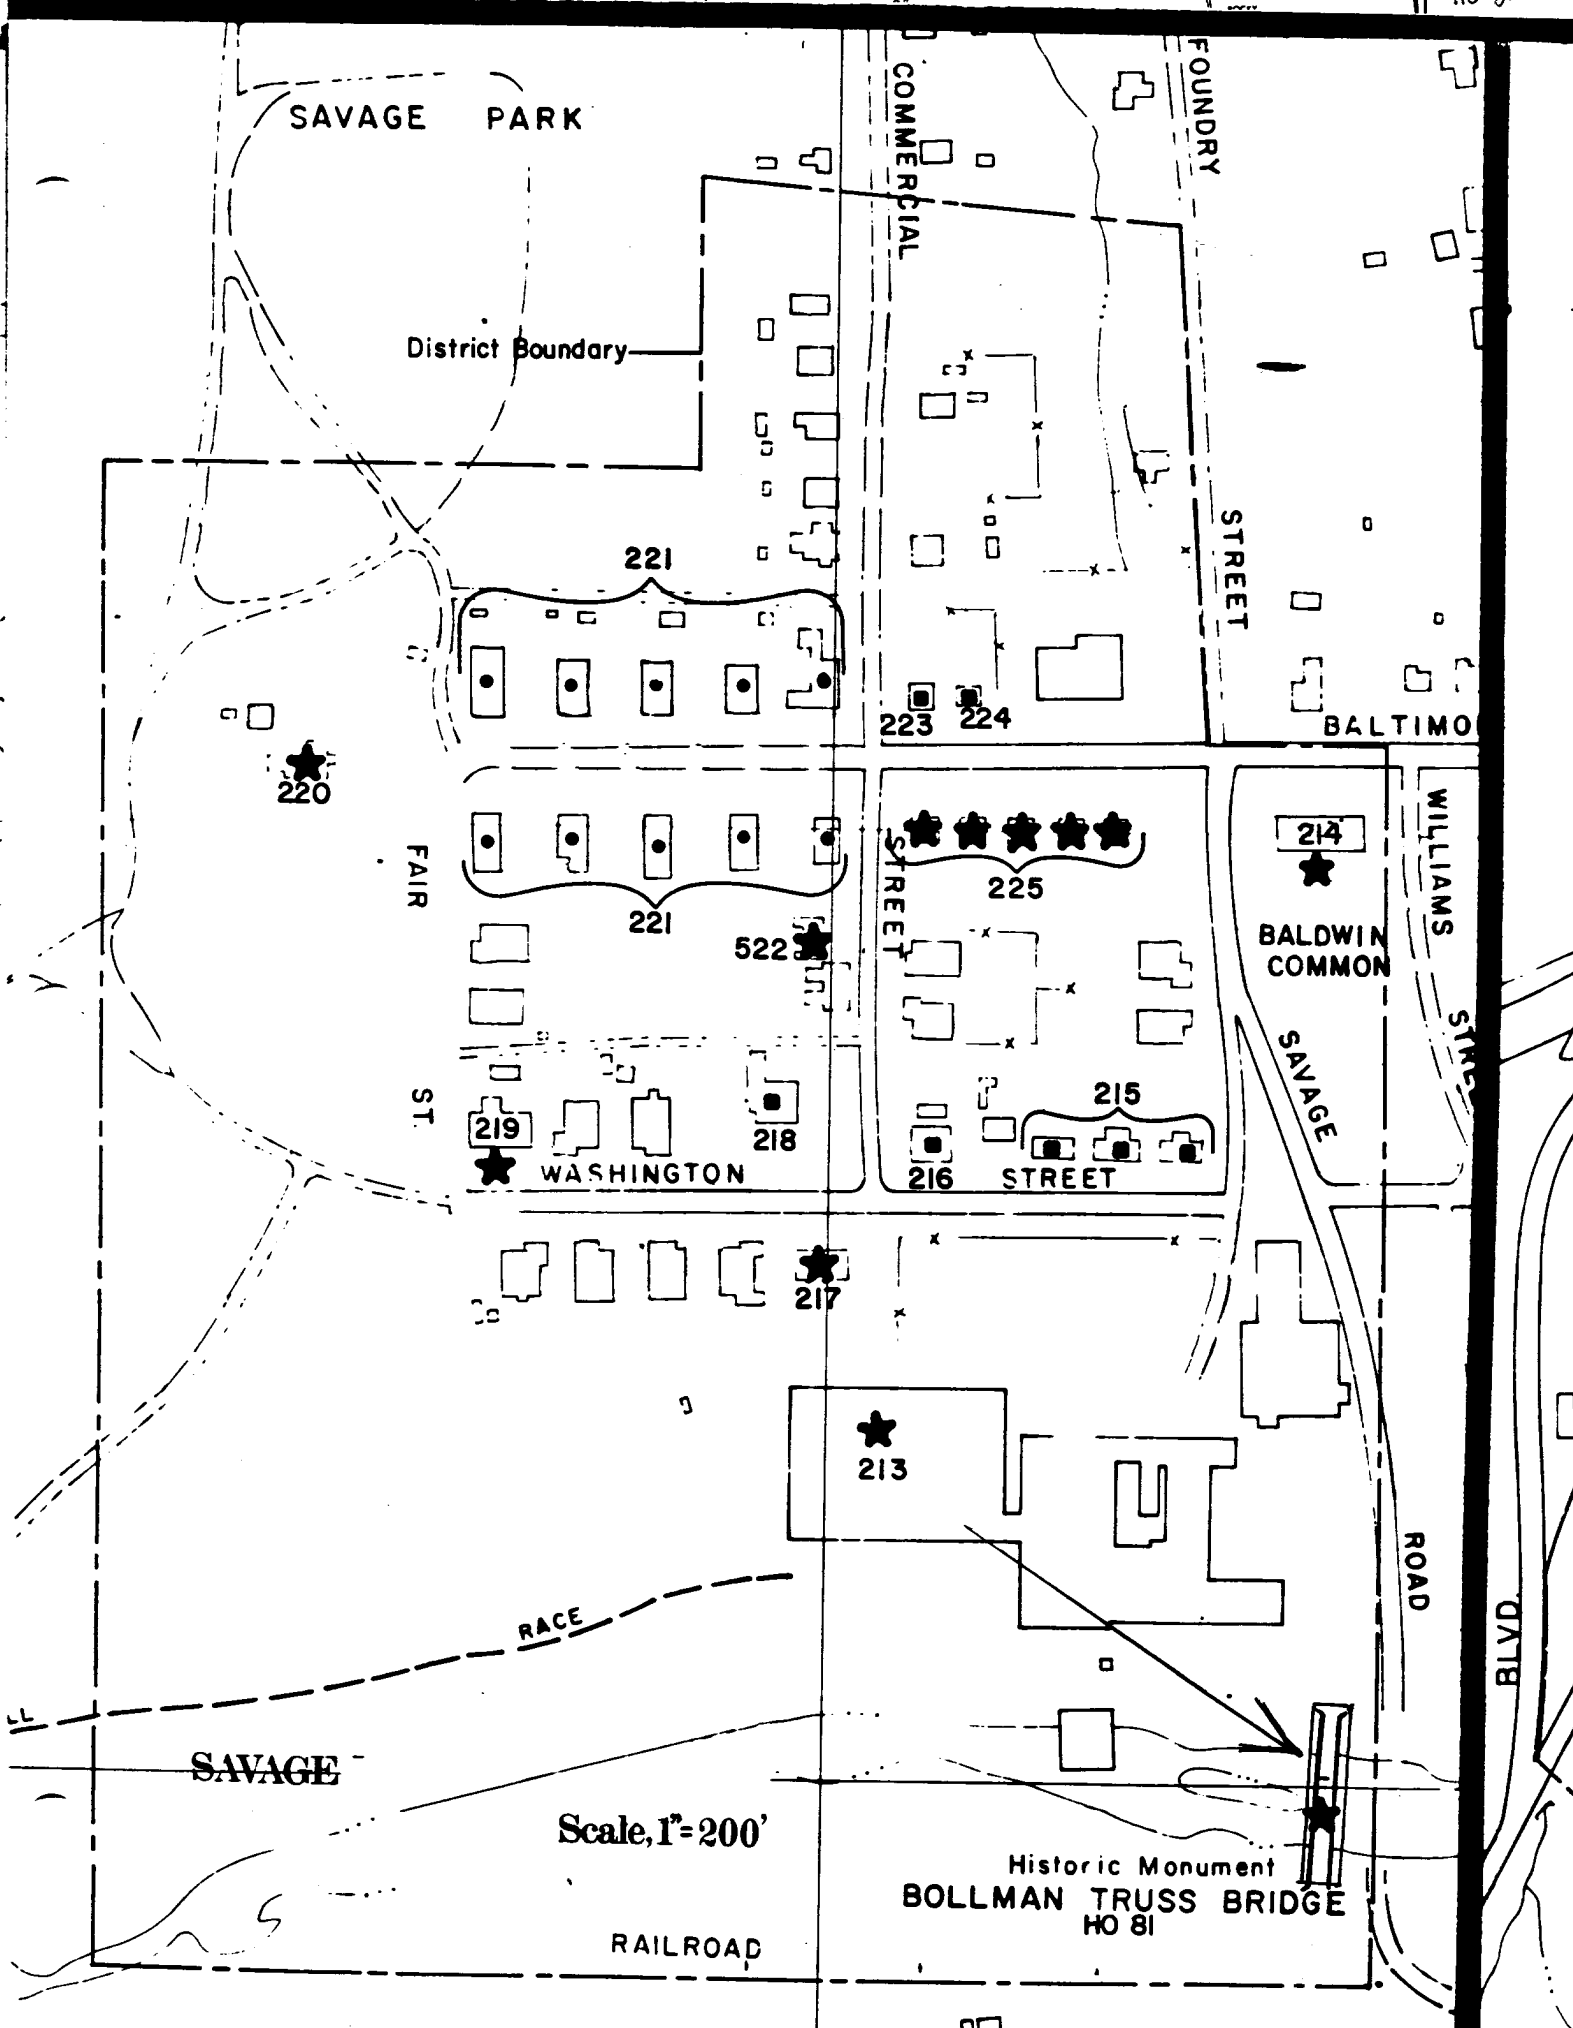 SAVAGE PARK
COMMERCIAL
FOUNDRY
District Boundary
STREET
221
223
224
BALTIMO
220
214
WILLIAMS
FAIR
STREET
225
221
522
BALDWIN
COMMON
SAVAGE
ST.
215
219
218
216
WASHINGTON
STREET
217
213
ROAD
BLVD.
RACE
LL
SAVAGE
Scale, 1"=200'
Historic Monument
BOLLMAN TRUSS BRIDGE
HO 81
RAILROAD